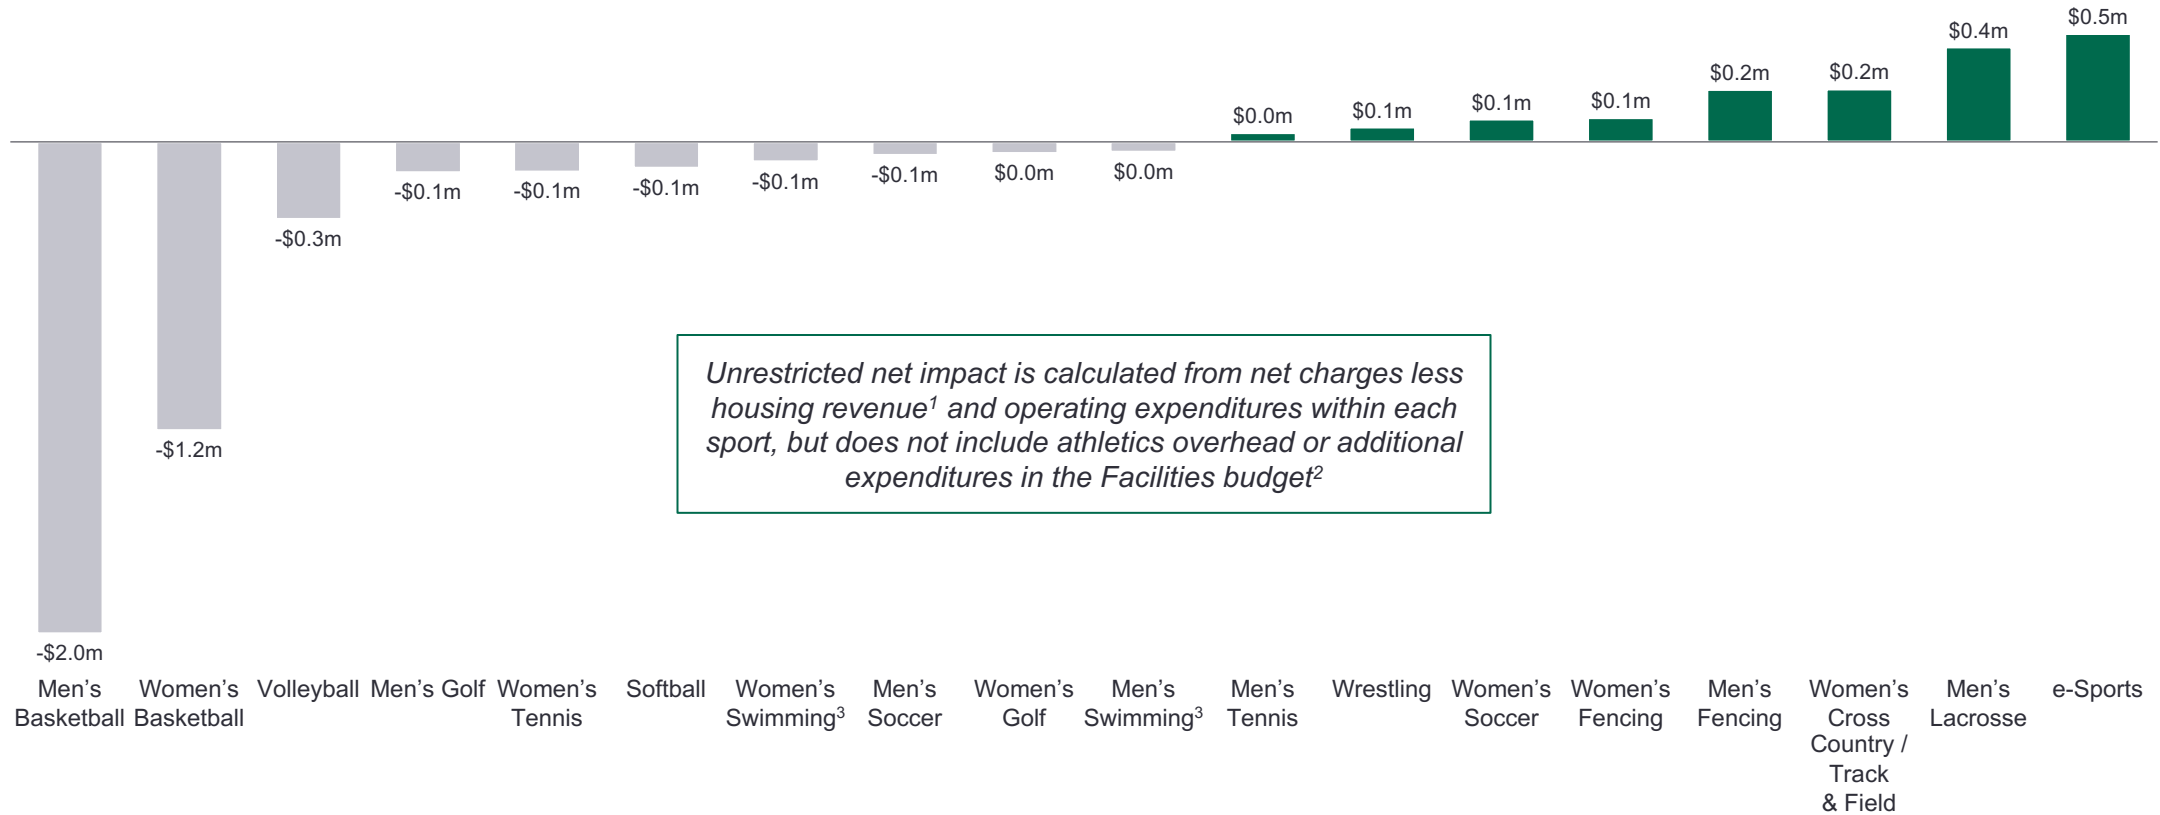 $0.5m
$0.4m
$0.2m
$0.2m
$0.1m
$0.1m
$0.1m
$0.0m
-$0.1m
-$0.1m
-$0.1m
-$0.1m
-$0.1m
$0.0m
$0.0m
-$0.3m
-$1.2m
-$2.0m
Unrestricted net impact is calculated from net charges less
housing revenue¹ and operating expenditures within each
sport, but does not include athletics overhead or additional
expenditures in the Facilities budget²
Men’s
Basketball
Women’s
Basketball
Volleyball
Men’s Golf
Women’s
Tennis
Softball
Women’s
Swimming³
Men’s
Soccer
Women’s
Golf
Men’s
Swimming³
Men’s
Tennis
Wrestling
Women’s
Soccer
Women’s
Fencing
Men’s
Fencing
Women’s
Cross
Country /
Track
& Field
Men’s
Lacrosse
e-Sports